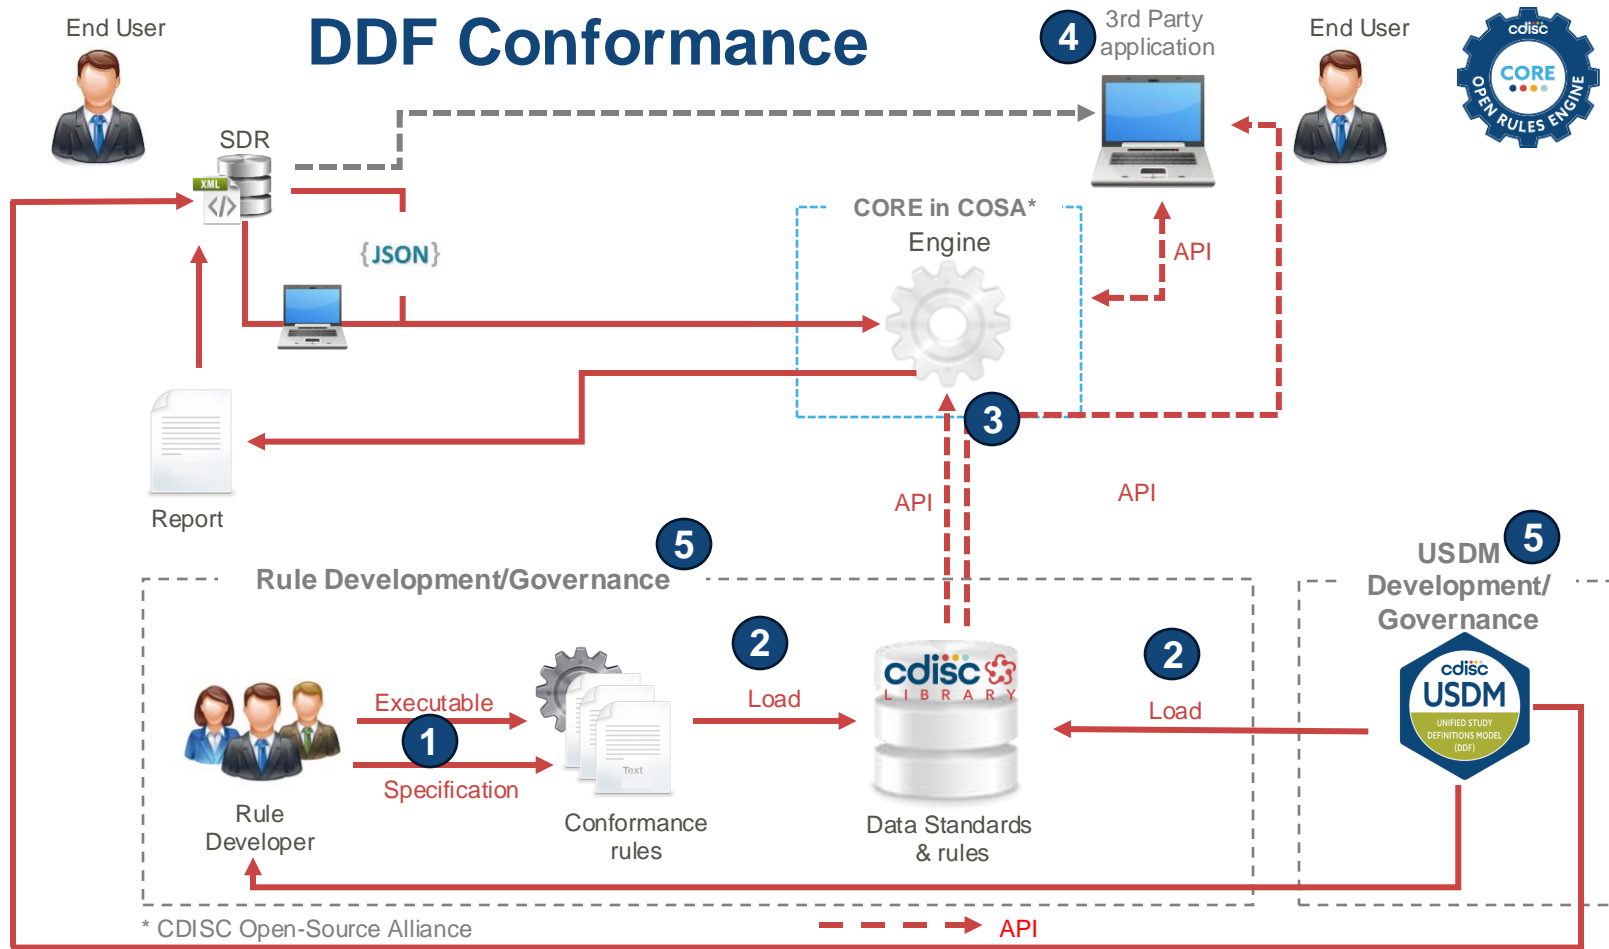 End User
DDF Conformance
4
3rd Party
application
End User
cdisc
CORE
OPEN RULES ENGINE
SDR
XML
</>
{JSON}
CORE in COSA*
Engine
API
3
API
API
Report
5
Rule Development/Governance
5
USDM
Development/
Governance
2
2
Executable
1
Specification
Load
Load
cdisc
LIBRARY
cdisc
USDM
UNIFIED STUDY
DEFINITIONS MODEL
(DDF)
Text
Rule
Developer
Conformance
rules
Data Standards
& rules
* CDISC Open-Source Alliance
API